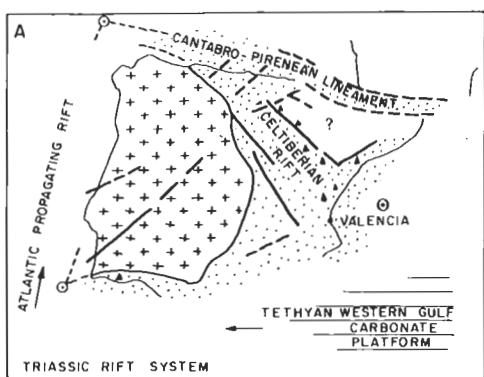 A
CANTABRO-PIRENEAN LINEAMENT
?
CELTIBERIAN
RIFT
VALENCIA
ATLANTIC PROPAGATING RIFT
TETHYAN WESTERN GULF
CARBONATE
PLATFORM
TRIASSIC RIFT SYSTEM